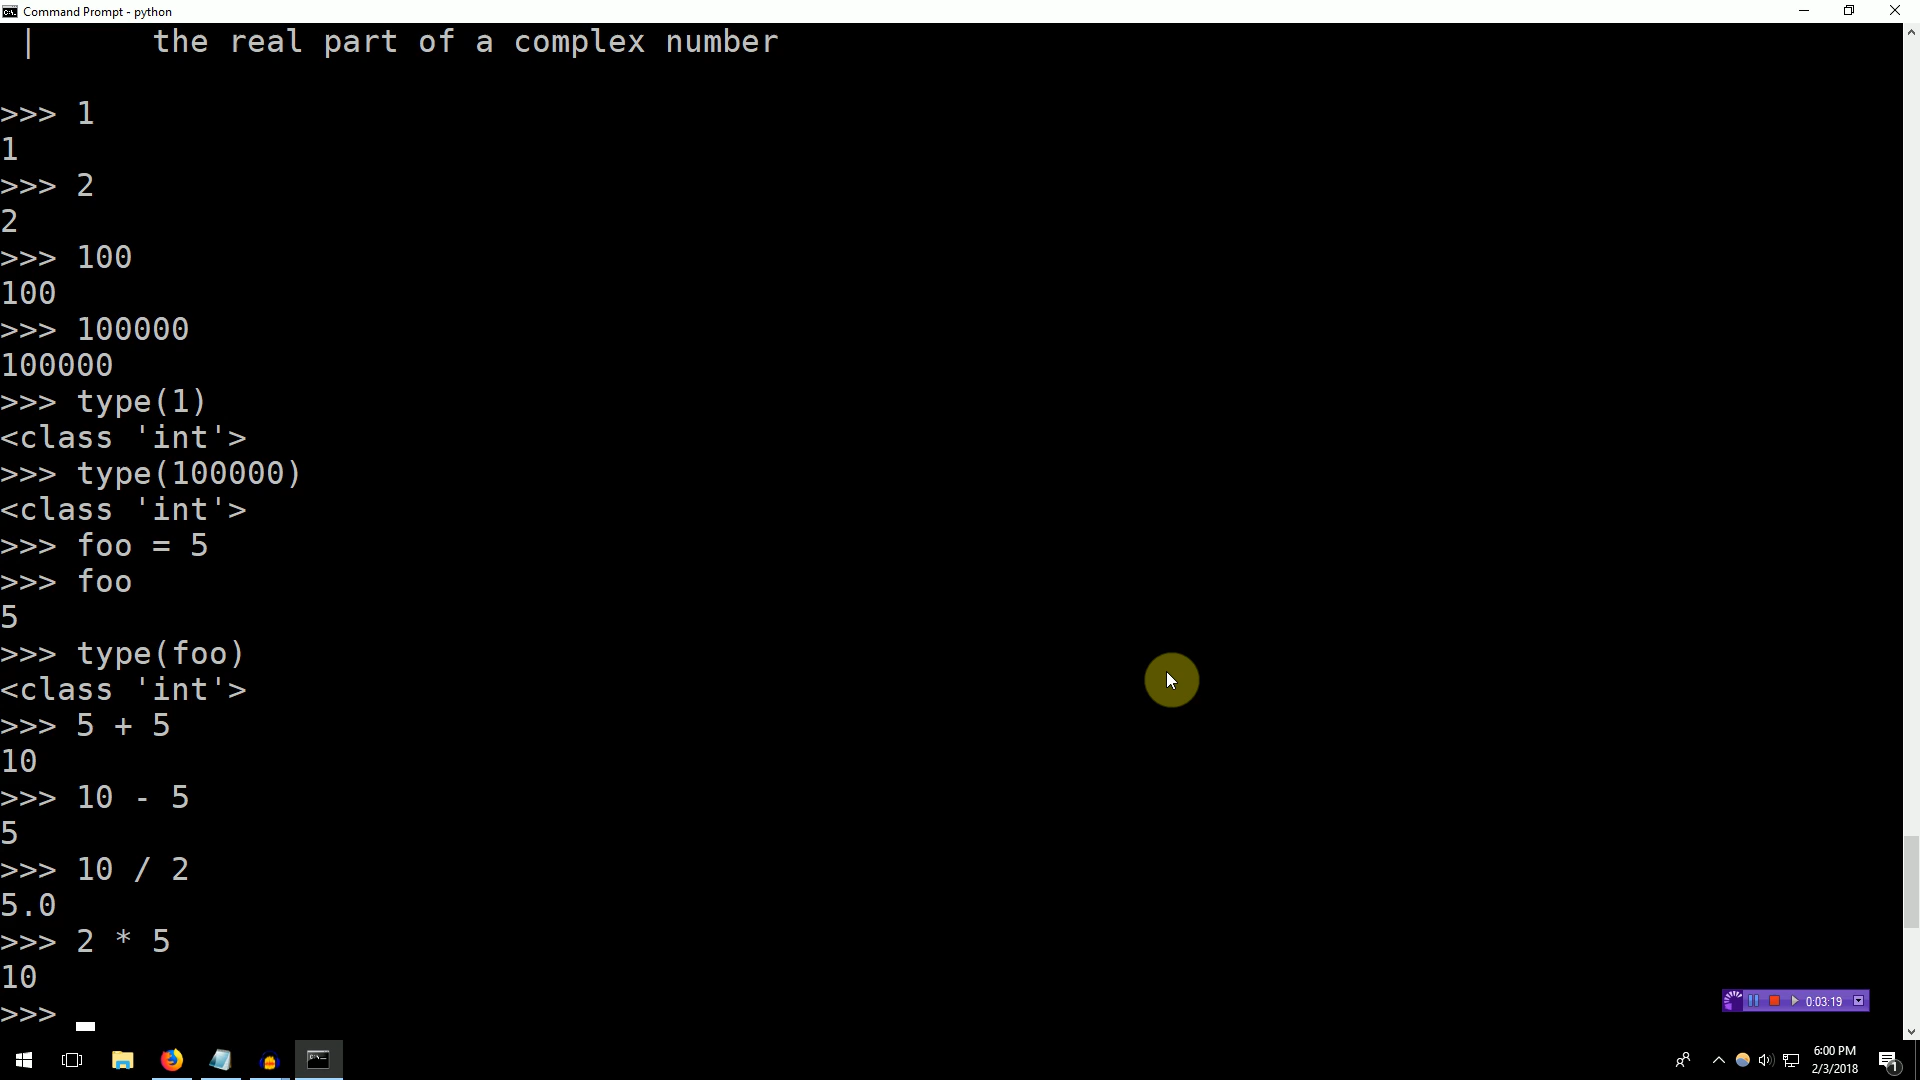 Command Prompt - python
|      the real part of a complex number
>>> 1
1
>>> 2
2
>>> 100
100
>>> 100000
100000
>>> type(1)
<class 'int'>
>>> type(100000)
<class 'int'>
>>> foo = 5
>>> foo
5
>>> type(foo)
<class 'int'>
>>> 5 + 5
10
>>> 10 - 5
5
>>> 10 / 2
5.0
>>> 2 * 5
10
>>>
0:03:19
6:00 PM
2/3/2018
1